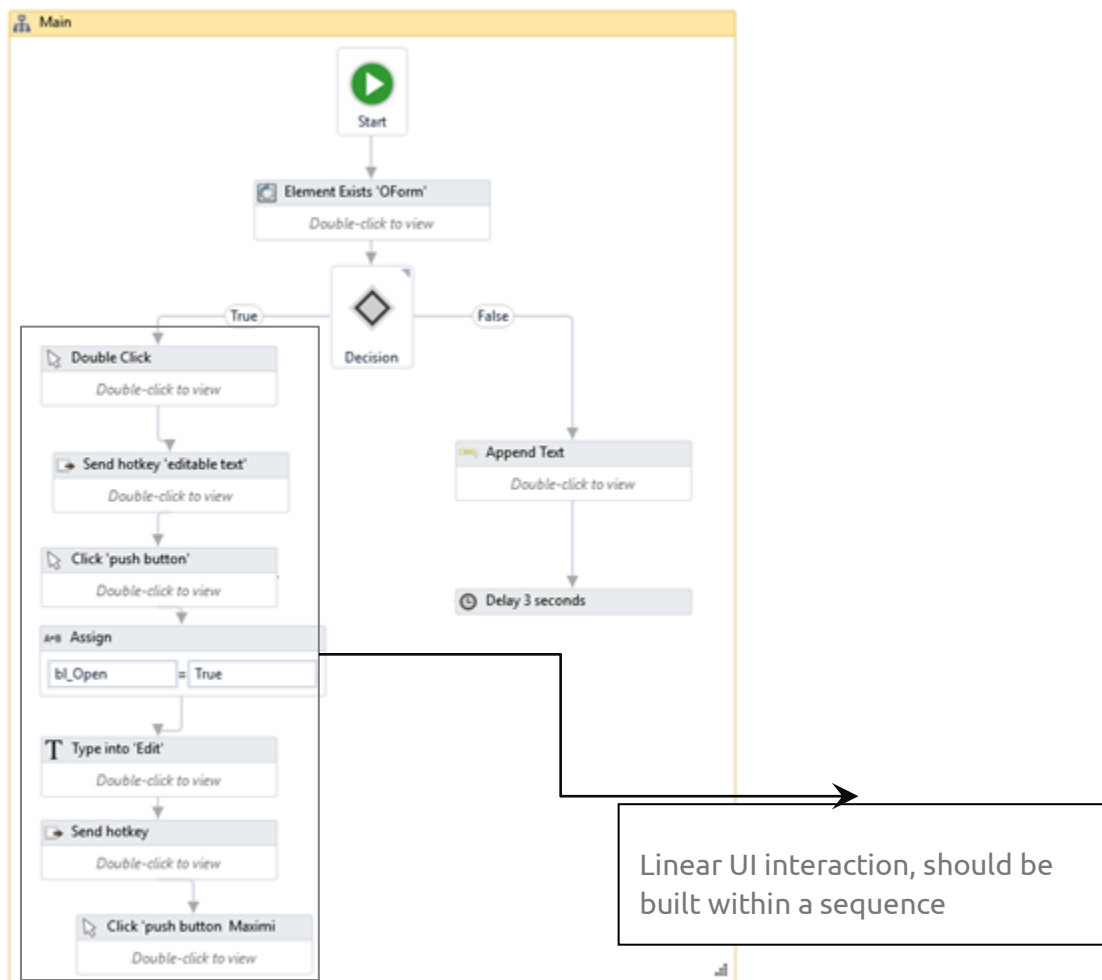 Main
Start
Element Exists 'OForm'
Double-click to view
True
False
Decision
Double Click
Double-click to view
Send hotkey 'editable text'
Double-click to view
Click 'push button'
Double-click to view
A*B Assign
bl_Open = True
Type into 'Edit'
Double-click to view
Send hotkey
Double-click to view
Click 'push button Maximi
Double-click to view
Append Text
Double-click to view
Delay 3 seconds
Linear UI interaction, should be
built within a sequence